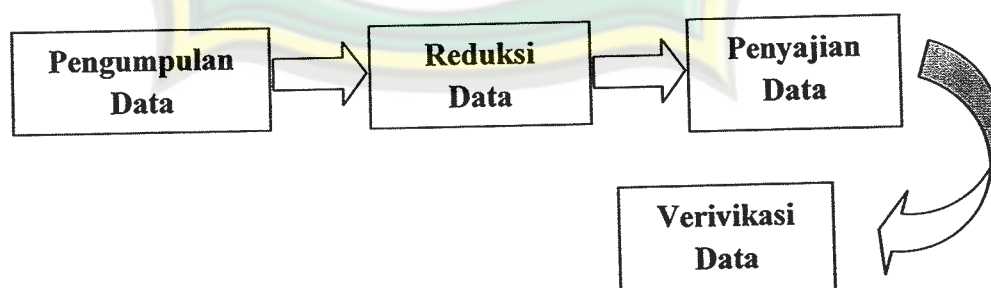 Pengumpulan
Data
Reduksi
Data
Penyajian
Data
Verivikasi
Data